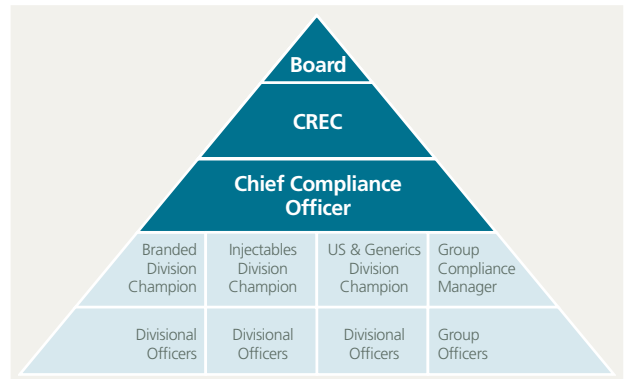 Board
CREC
Chief Compliance
Officer
Branded
Division
Champion
Injectables
Division
Champion
US & Generics
Division
Champion
Group
Compliance
Manager
Divisional
Officers
Divisional
Officers
Divisional
Officers
Group
Officers